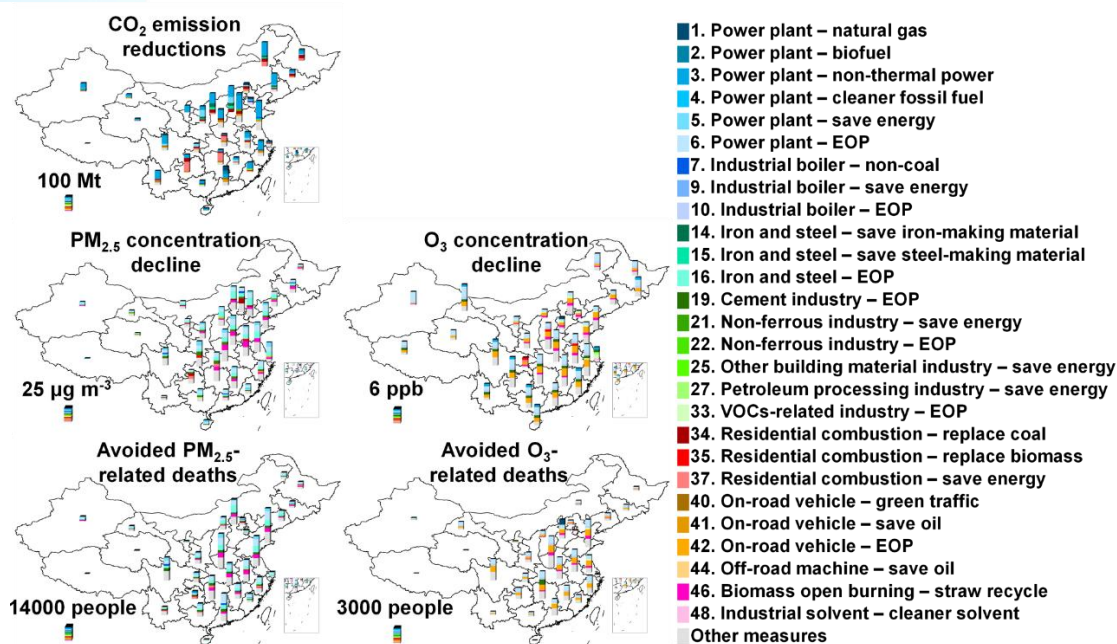 CO₂ emission
reductions
100 Mt
PM₂.₅ concentration
decline
25 µg m⁻³
O₃ concentration
decline
6 ppb
Avoided PM₂.₅-
related deaths
14000 people
Avoided O₃-
related deaths
3000 people
1. Power plant – natural gas
2. Power plant – biofuel
3. Power plant – non-thermal power
4. Power plant – cleaner fossil fuel
5. Power plant – save energy
6. Power plant – EOP
7. Industrial boiler – non-coal
9. Industrial boiler – save energy
10. Industrial boiler – EOP
14. Iron and steel – save iron-making material
15. Iron and steel – save steel-making material
16. Iron and steel – EOP
19. Cement industry – EOP
21. Non-ferrous industry – save energy
22. Non-ferrous industry – EOP
25. Other building material industry – save energy
27. Petroleum processing industry – save energy
33. VOCs-related industry – EOP
34. Residential combustion – replace coal
35. Residential combustion – replace biomass
37. Residential combustion – save energy
40. On-road vehicle – green traffic
41. On-road vehicle – save oil
42. On-road vehicle – EOP
44. Off-road machine – save oil
46. Biomass open burning – straw recycle
48. Industrial solvent – cleaner solvent
Other measures